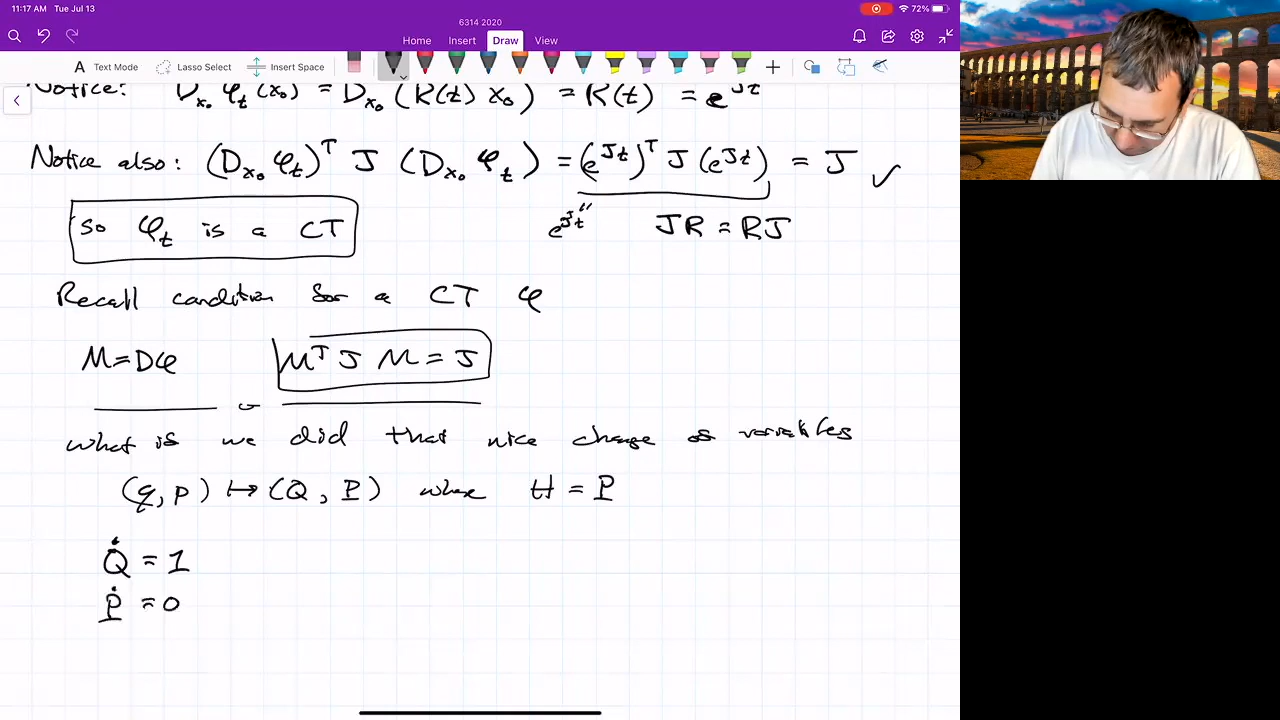 11:17 AM Tue Jul 13
72%
6314 2020
Home Insert Draw View
Text Mode Lasso Select Insert Space
Notice: D_{x₀} φ_t (x₀) = D_{x₀} (R(t) x₀) = R(t) = e^{Jt}
Notice also: (D_{x₀} φ_t)^T J (D_{x₀} φ_t) = (e^{Jt})^T J (e^{Jt}) = J ✓
so φ_t is a CT
JR = RJ
Recall condition for a CT φ
M = Dφ M^T J M = J
what if we did that nice change of variables
(q, p) ↦ (Q, P) where H = P
Q̇ = 1
Ṗ = 0